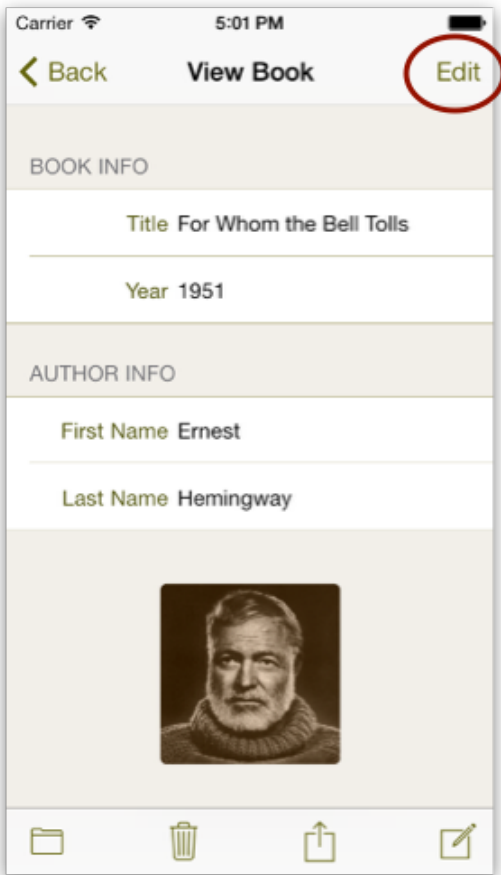 Carrier 5:01 PM
Back View Book Edit
BOOK INFO
Title For Whom the Bell Tolls
Year 1951
AUTHOR INFO
First Name Ernest
Last Name Hemingway